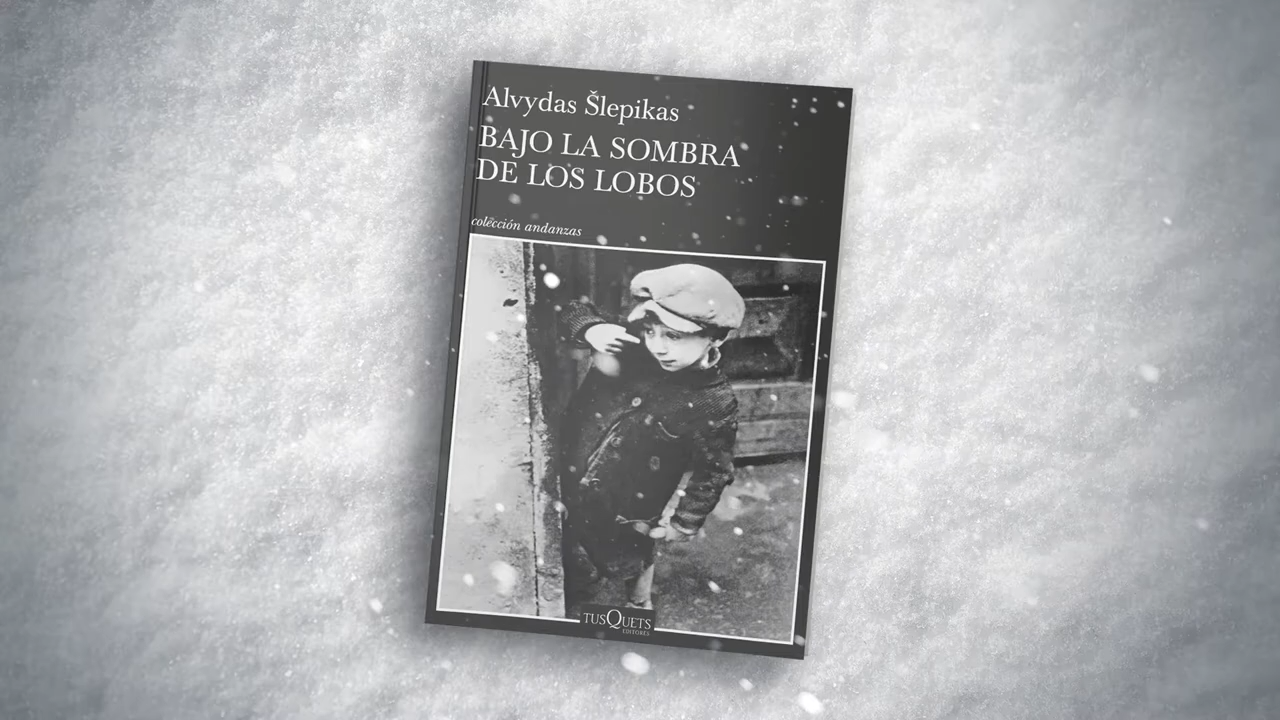 Alvydas Šlepikas
BAJO LA SOMBRA
DE LOS LOBOS
colección andanzas
TUSQUETS
EDITORES